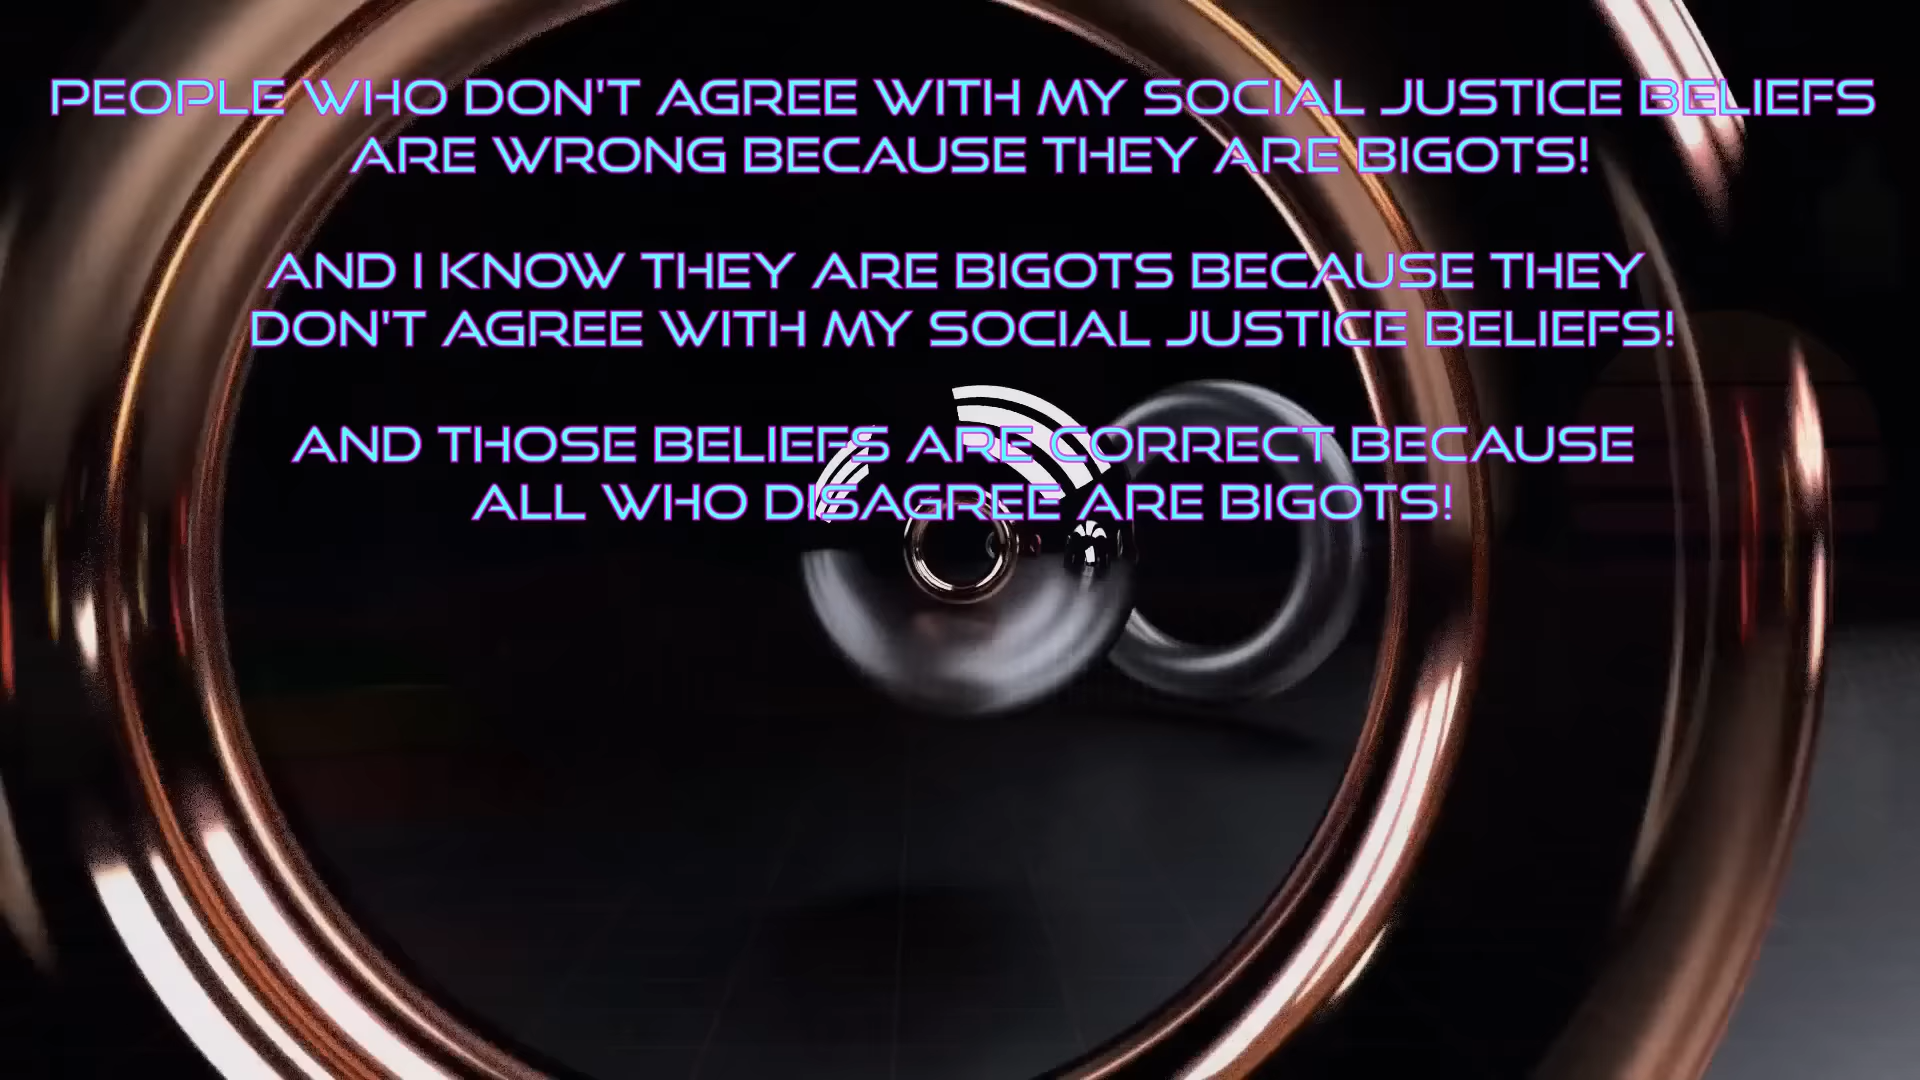 PEOPLE WHO DON'T AGREE WITH MY SOCIAL JUSTICE BELIEFS
ARE WRONG BECAUSE THEY ARE BIGOTS!
AND I KNOW THEY ARE BIGOTS BECAUSE THEY
DON'T AGREE WITH MY SOCIAL JUSTICE BELIEFS!
AND THOSE BELIEFS ARE CORRECT BECAUSE
ALL WHO DISAGREE ARE BIGOTS!